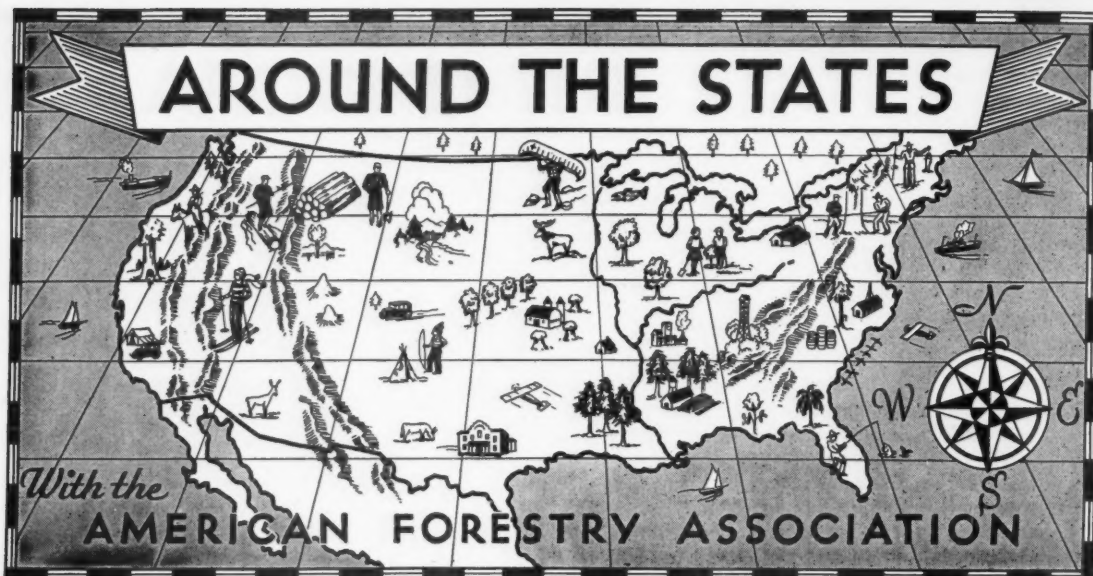 AROUND THE STATES
N
W E
S
With the
AMERICAN FORESTRY ASSOCIATION